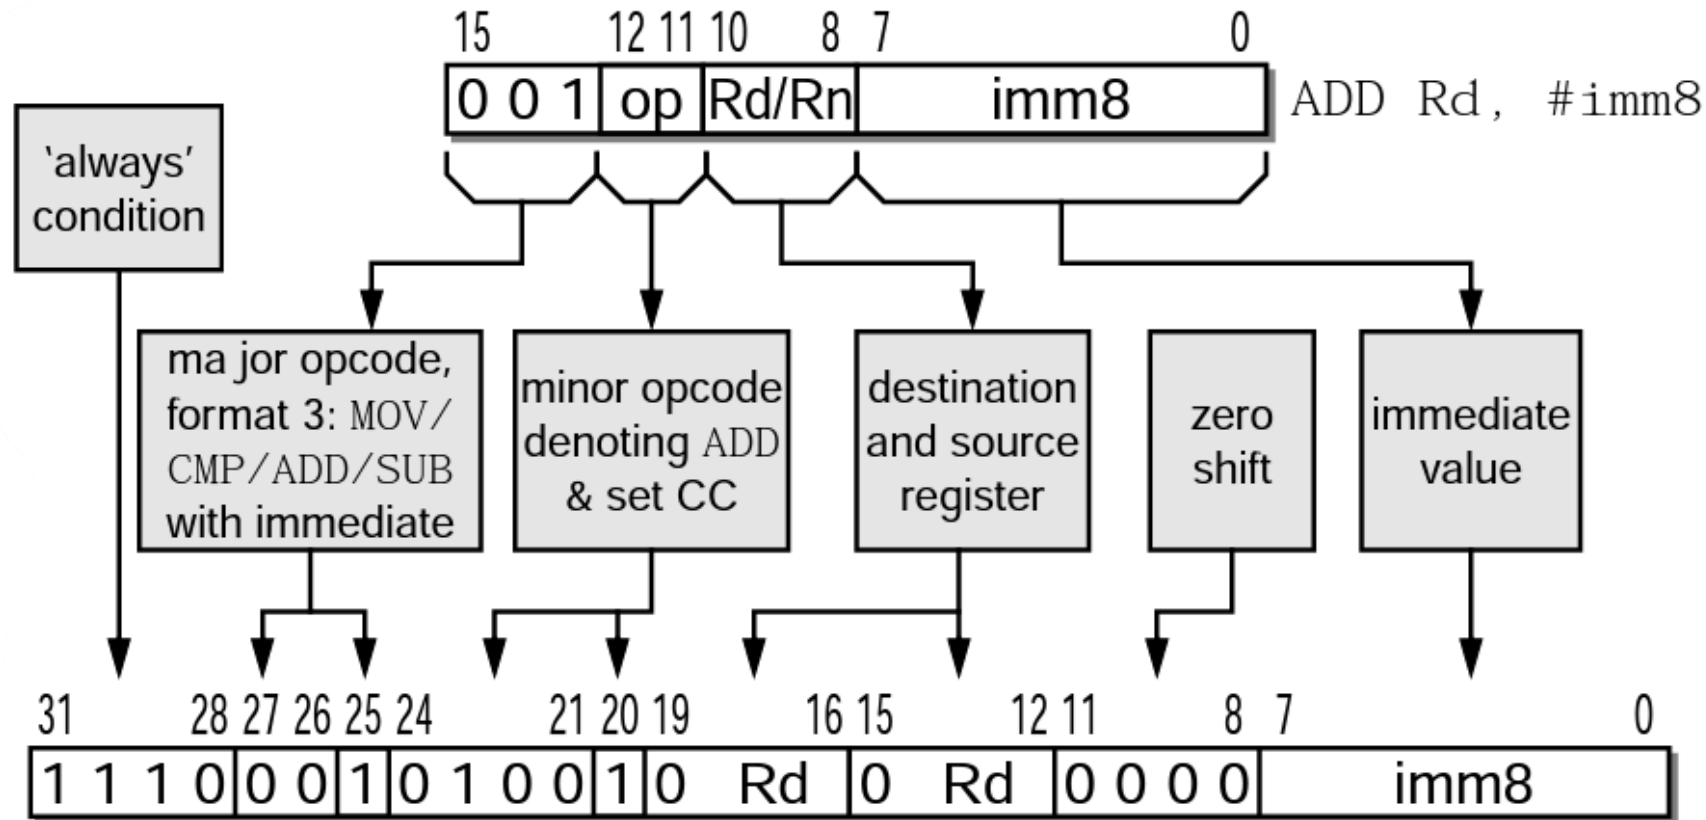 15 12 11 10 8 7 0
0 0 1 op Rd/Rn imm8 ADD Rd, #imm8
‘always’
condition
ma jor opcode,
format 3: MOV/
CMP/ADD/SUB
with immediate
minor opcode
denoting ADD
& set CC
destination
and source
register
zero
shift
immediate
value
31 28 27 26 25 24 21 20 19 16 15 12 11 8 7 0
1 1 1 0 0 0 1 0 1 0 0 1 0 Rd 0 Rd 0 0 0 0 imm8